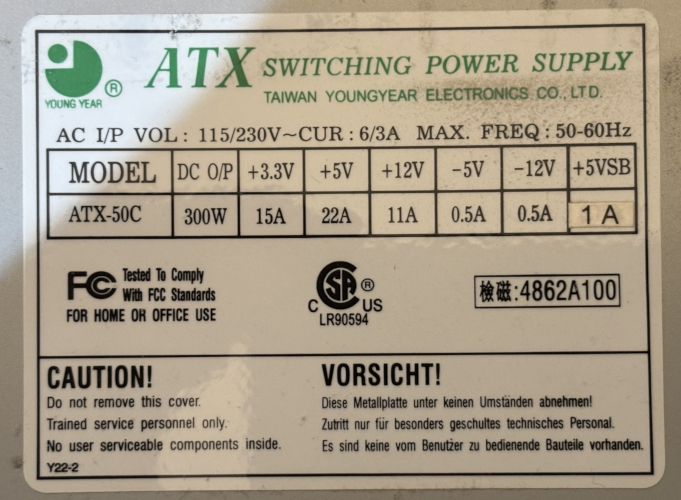 YOUNG YEAR ®
ATX SWITCHING POWER SUPPLY
TAIWAN YOUNGYEAR ELECTRONICS CO., LTD.
AC I/P VOL : 115/230V~CUR : 6/3A MAX. FREQ : 50-60Hz
MODEL DC O/P +3.3V +5V +12V -5V -12V +5VSB
ATX-50C 300W 15A 22A 11A 0.5A 0.5A 1 A
FC Tested To Comply
With FCC Standards
FOR HOME OR OFFICE USE
C SA ® US
LR90594
檢磁:4862A100
CAUTION!
Do not remove this cover.
Trained service personnel only.
No user serviceable components inside.
Y22-2
VORSICHT!
Diese Metallplatte unter keinen Umständen abnehmen!
Zutritt nur für besonders geschultes technisches Personal.
Es sind keine vom Benutzer zu bedienende Bauteile vorhanden.